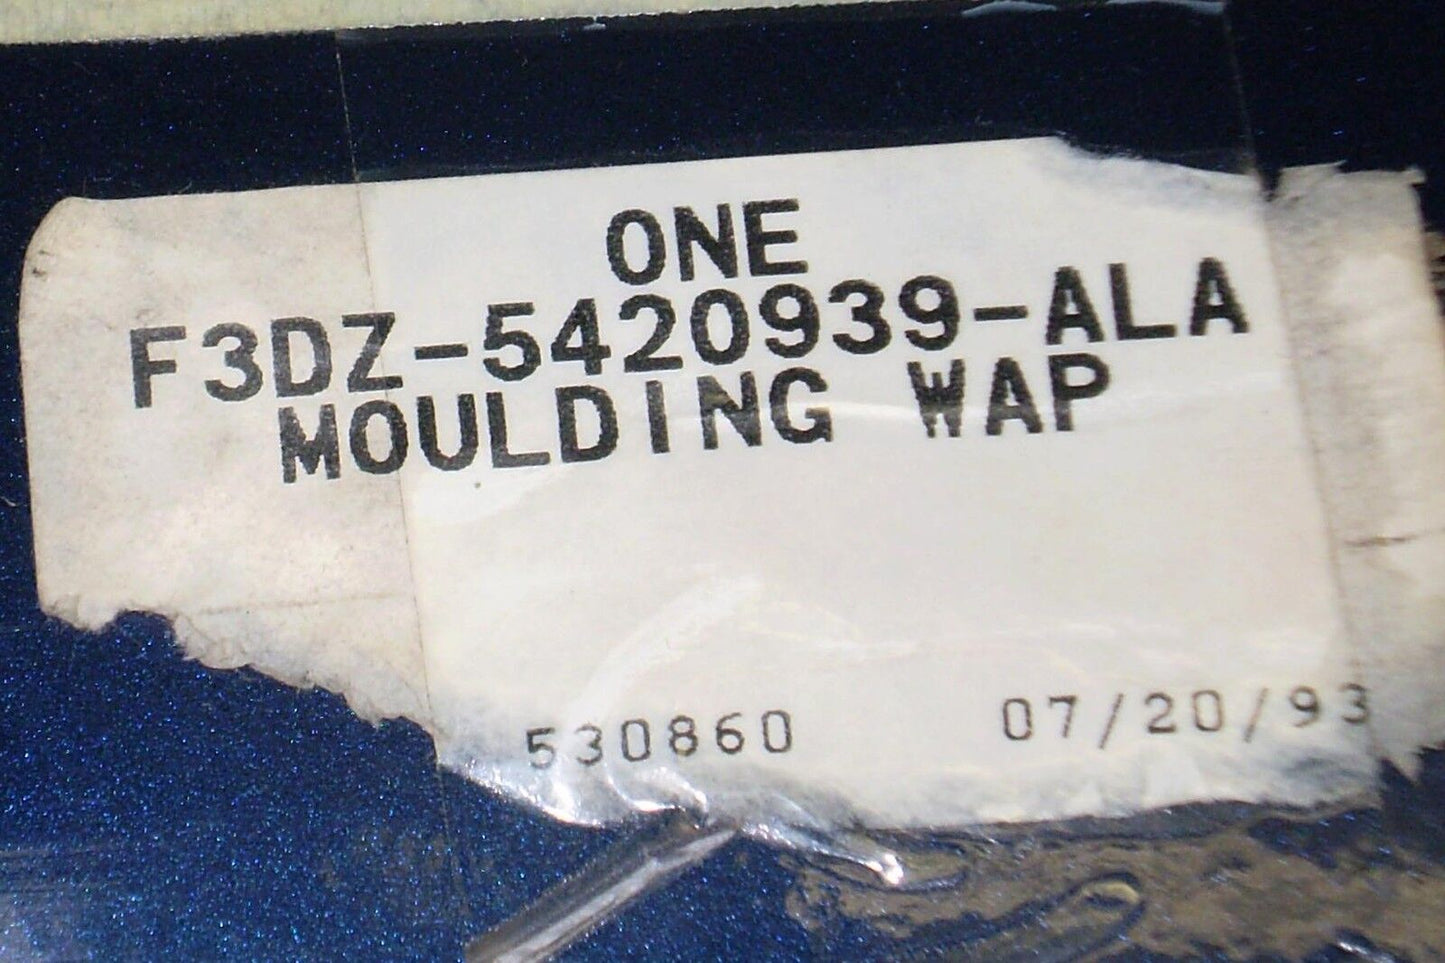 ONE
F3DZ-5420939-ALA
MOULDING WAP
530860 07/20/93